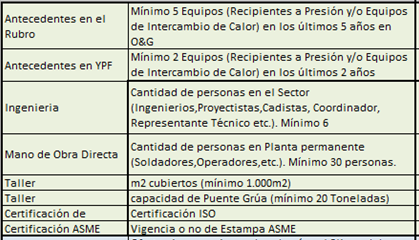 Antecedentes en el
Rubro
Mínimo 5 Equipos (Recipientes a Presión y/o Equipos
de Intercambio de Calor) en los últimos 5 años en
O&G
Antecedentes en YPF
Mínimo 2 Equipos (Recipientes a Presión y/o Equipos
de Intercambio de Calor) en los últimos 2 años
Ingenieria
Cantidad de personas en el Sector
(Ingenierios,Proyectistas,Cadistas, Coordinador,
Representante Técnico etc.). Mínimo 6
Mano de Obra Directa
Cantidad de personas en Planta permanente
(Soldadores,Operadores,etc.). Mínimo 30 personas.
Taller
m2 cubiertos (mínimo 1.000m2)
Taller
capacidad de Puente Grúa (mínimo 20 Toneladas)
Certificación de
Certificación ISO
Certificación ASME
Vigencia o no de Estampa ASME